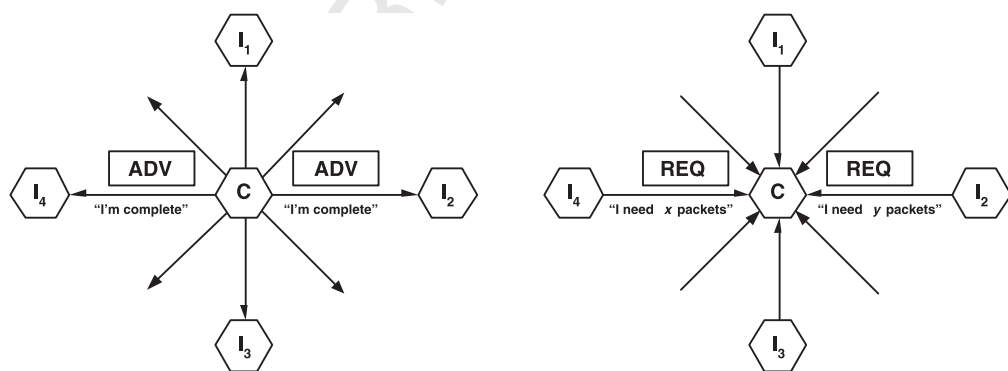 I1
I1
ADV
ADV
REQ
REQ
I4
C
I2
I4
C
I2
"I'm complete"
"I'm complete"
"I need x packets"
"I need y packets"
I3
I3